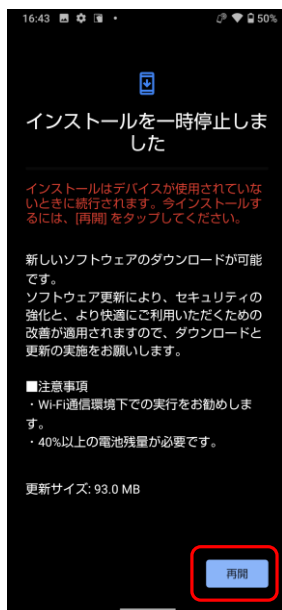 16:43 50%
インストールを一時停止しま
した
インストールはデバイスが使用されていな
いときに続行されます。今インストールす
るには、[再開] をタップしてください。
新しいソフトウェアのダウンロードが可能
です。
ソフトウェア更新により、セキュリティの
強化と、より快適にご利用いただくための
改善が適用されますので、ダウンロードと
更新の実施をお願いします。
■注意事項
・Wi-Fi通信環境下での実行をお勧めしま
す。
・40%以上の電池残量が必要です。
更新サイズ: 93.0 MB
再開